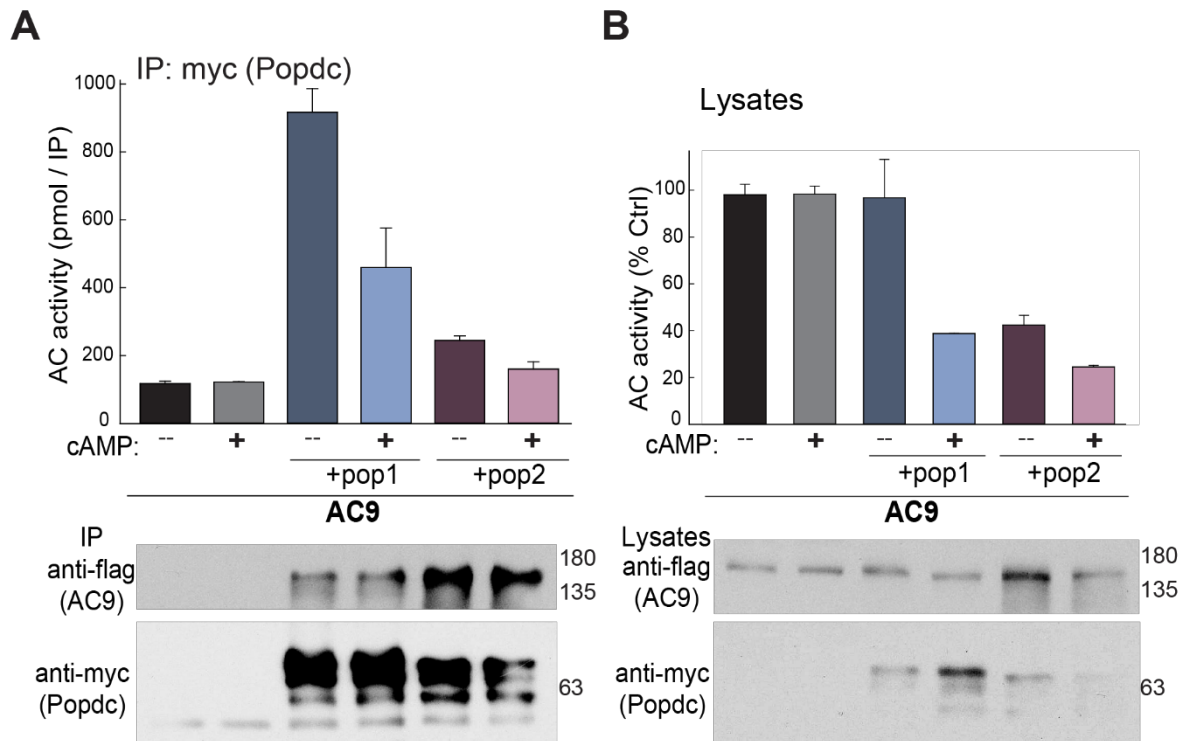 A
IP: myc (Popdc)
AC activity (pmol / IP)
1000
800
600
400
200
0
cAMP: -- + -- + -- +
+pop1 +pop2
AC9
IP
anti-flag
(AC9)
180
135
anti-myc
(Popdc)
63
B
Lysates
AC activity (% Ctrl)
100
80
60
40
20
0
cAMP: -- + -- + -- +
+pop1 +pop2
AC9
Lysates
anti-flag
(AC9)
180
135
anti-myc
(Popdc)
63